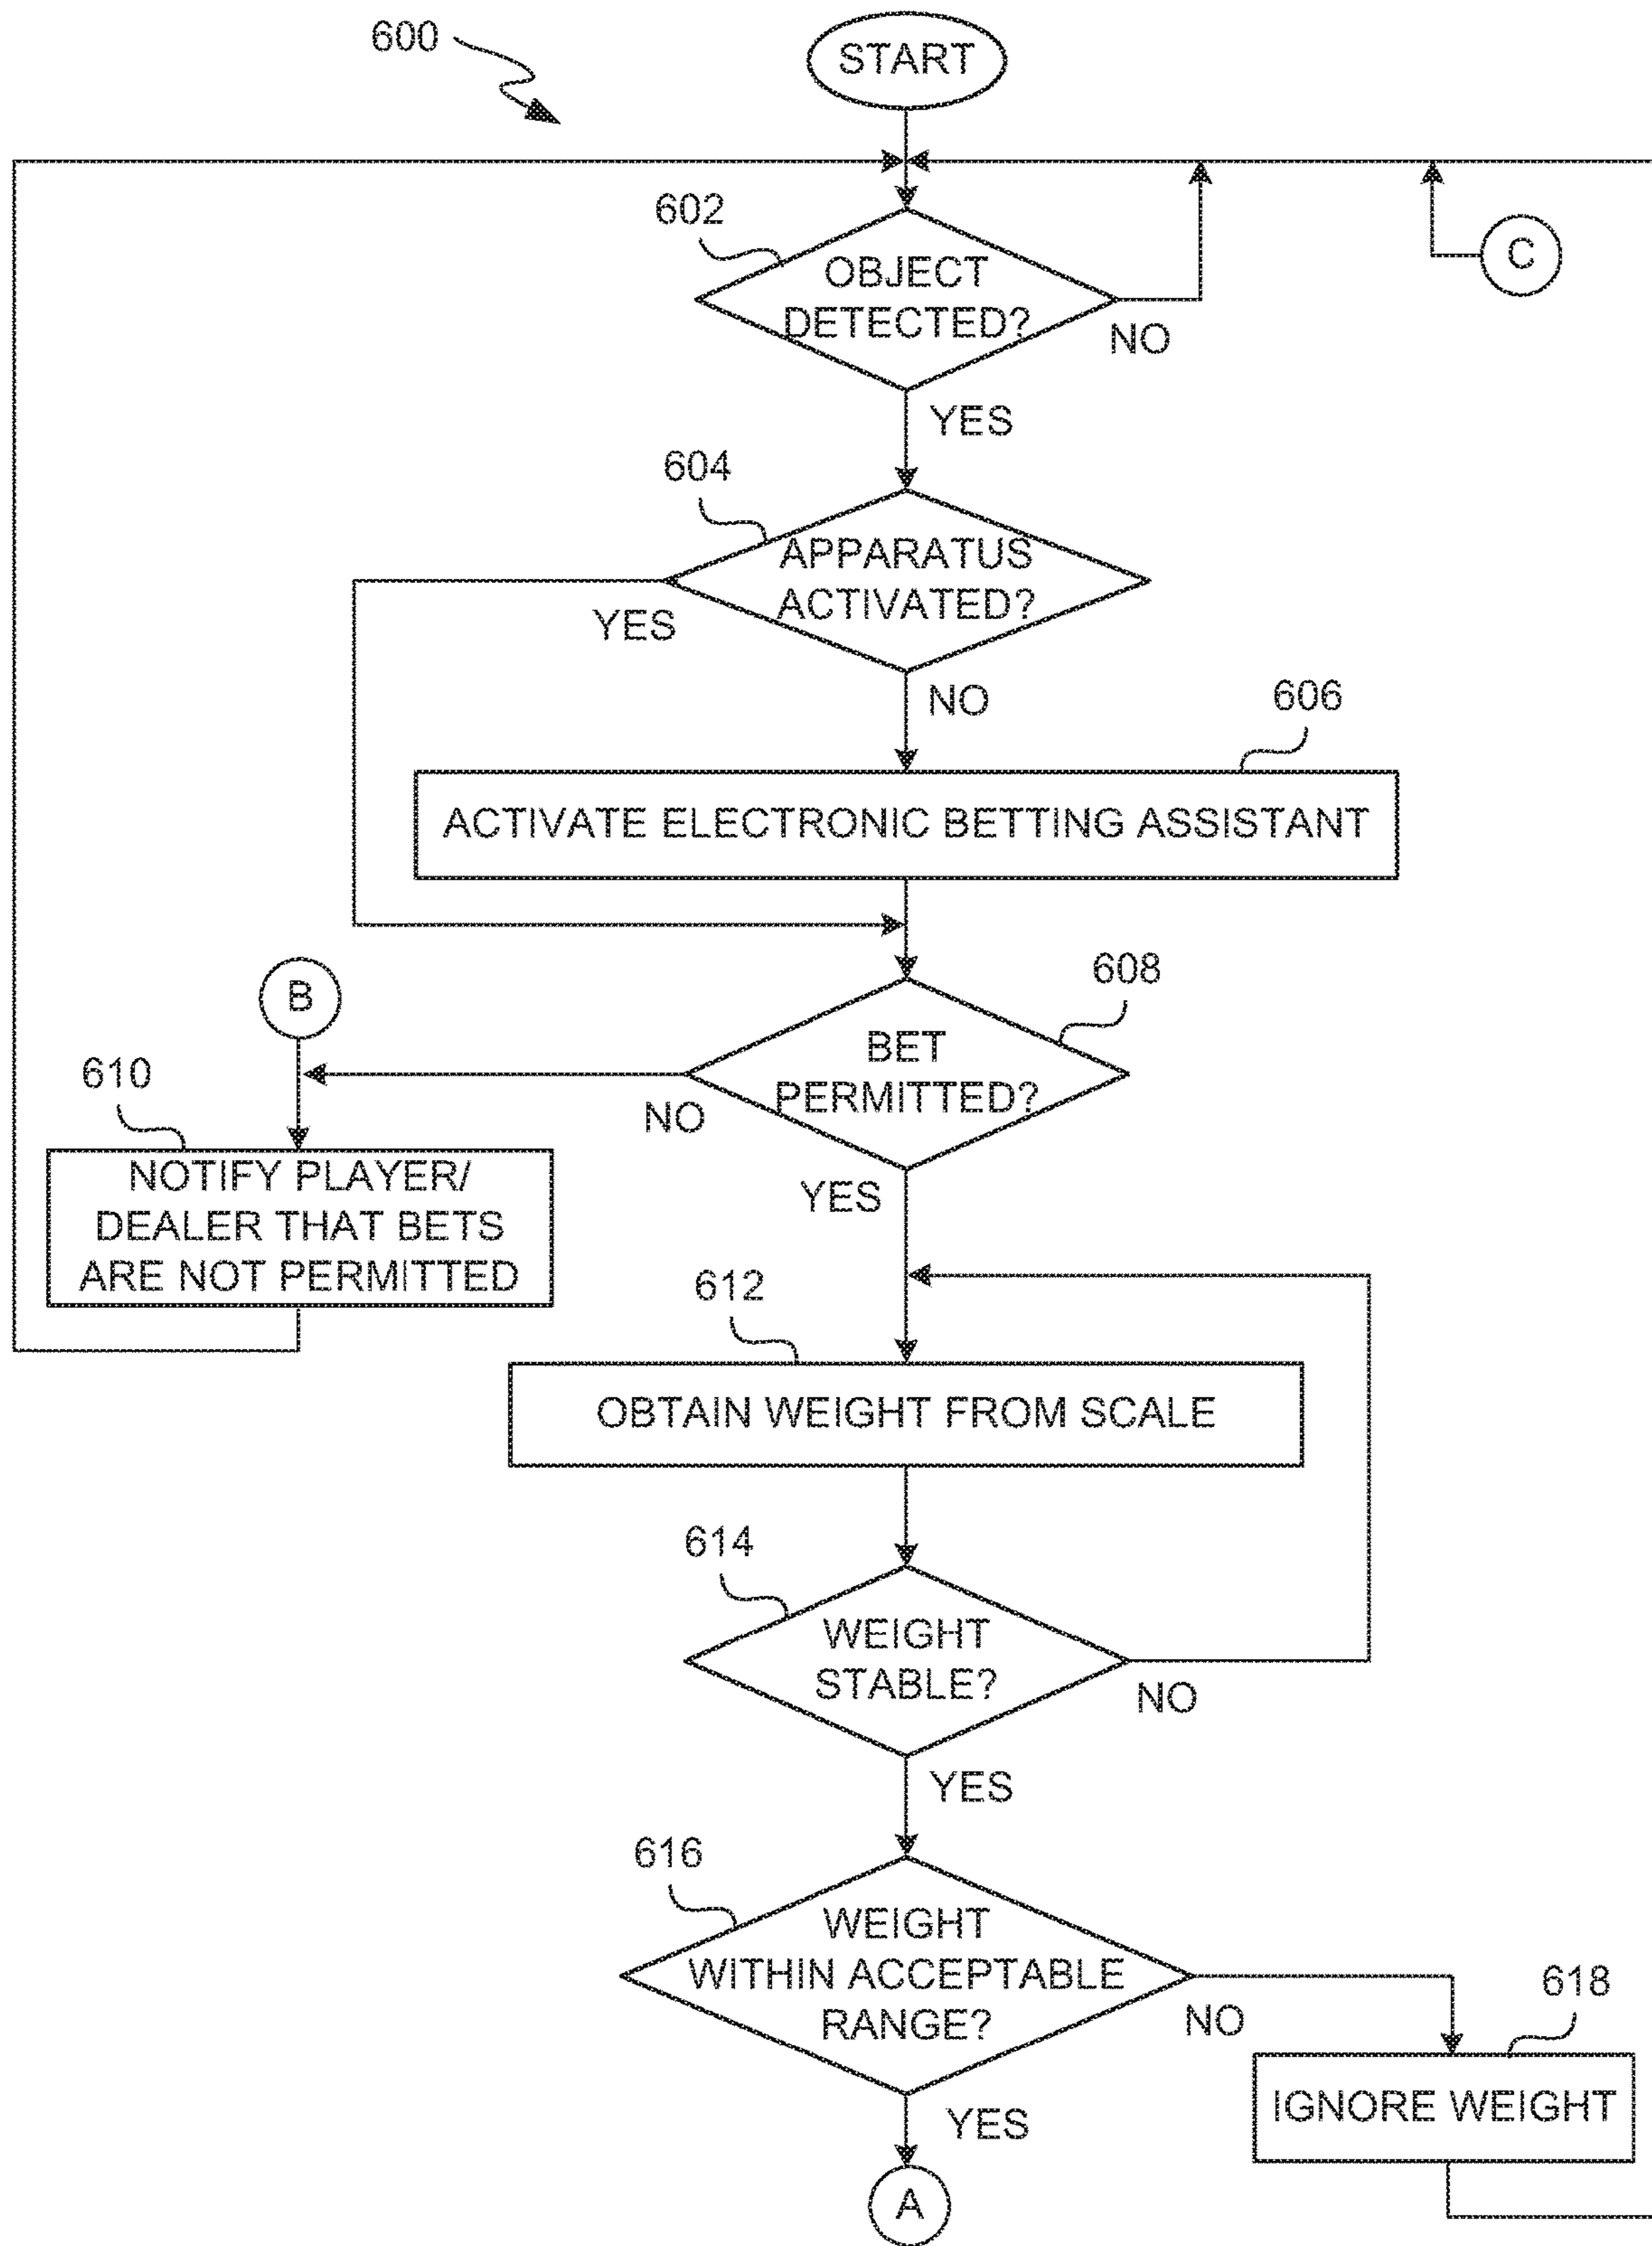 600
START
602
OBJECT
DETECTED?
NO
C
YES
604
APPARATUS
ACTIVATED?
YES
NO
606
ACTIVATE ELECTRONIC BETTING ASSISTANT
B
608
BET
PERMITTED?
NO
YES
610
NOTIFY PLAYER/
DEALER THAT BETS
ARE NOT PERMITTED
612
OBTAIN WEIGHT FROM SCALE
614
WEIGHT
STABLE?
NO
YES
616
WEIGHT
WITHIN ACCEPTABLE
RANGE?
NO
618
IGNORE WEIGHT
YES
A